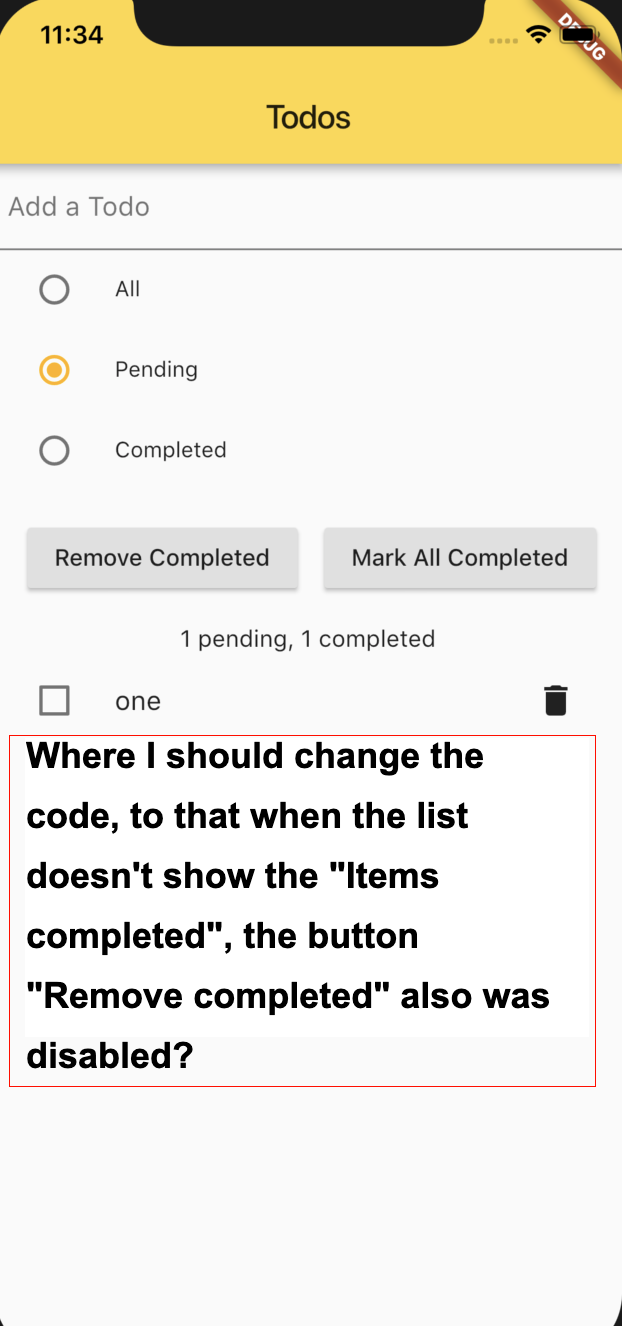 11:34
DEBUG
Todos
Add a Todo
All
Pending
Completed
Remove Completed
Mark All Completed
1 pending, 1 completed
one
Where I should change the
code, to that when the list
doesn't show the "Items
completed", the button
"Remove completed" also was
disabled?